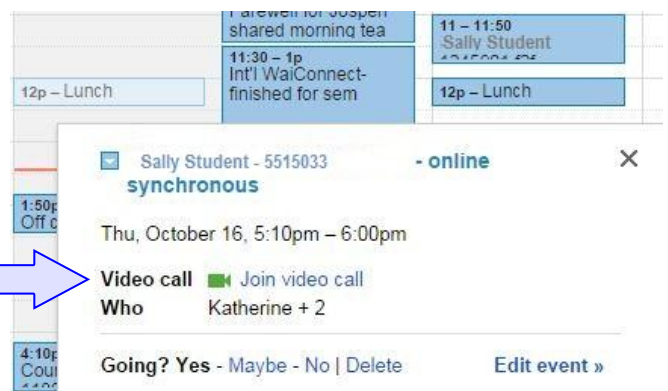 Farewell for Jospeh
shared morning tea
11:30 – 1p
Int'l WaiConnect-
finished for sem
11 – 11:50
Sally Student
12p – Lunch
12p – Lunch
Sally Student - 5515033 - online
synchronous
1:50p
Off c
Thu, October 16, 5:10pm – 6:00pm
Video call Join video call
Who Katherine + 2
4:10p
Cour
Going? Yes - Maybe - No | Delete Edit event »